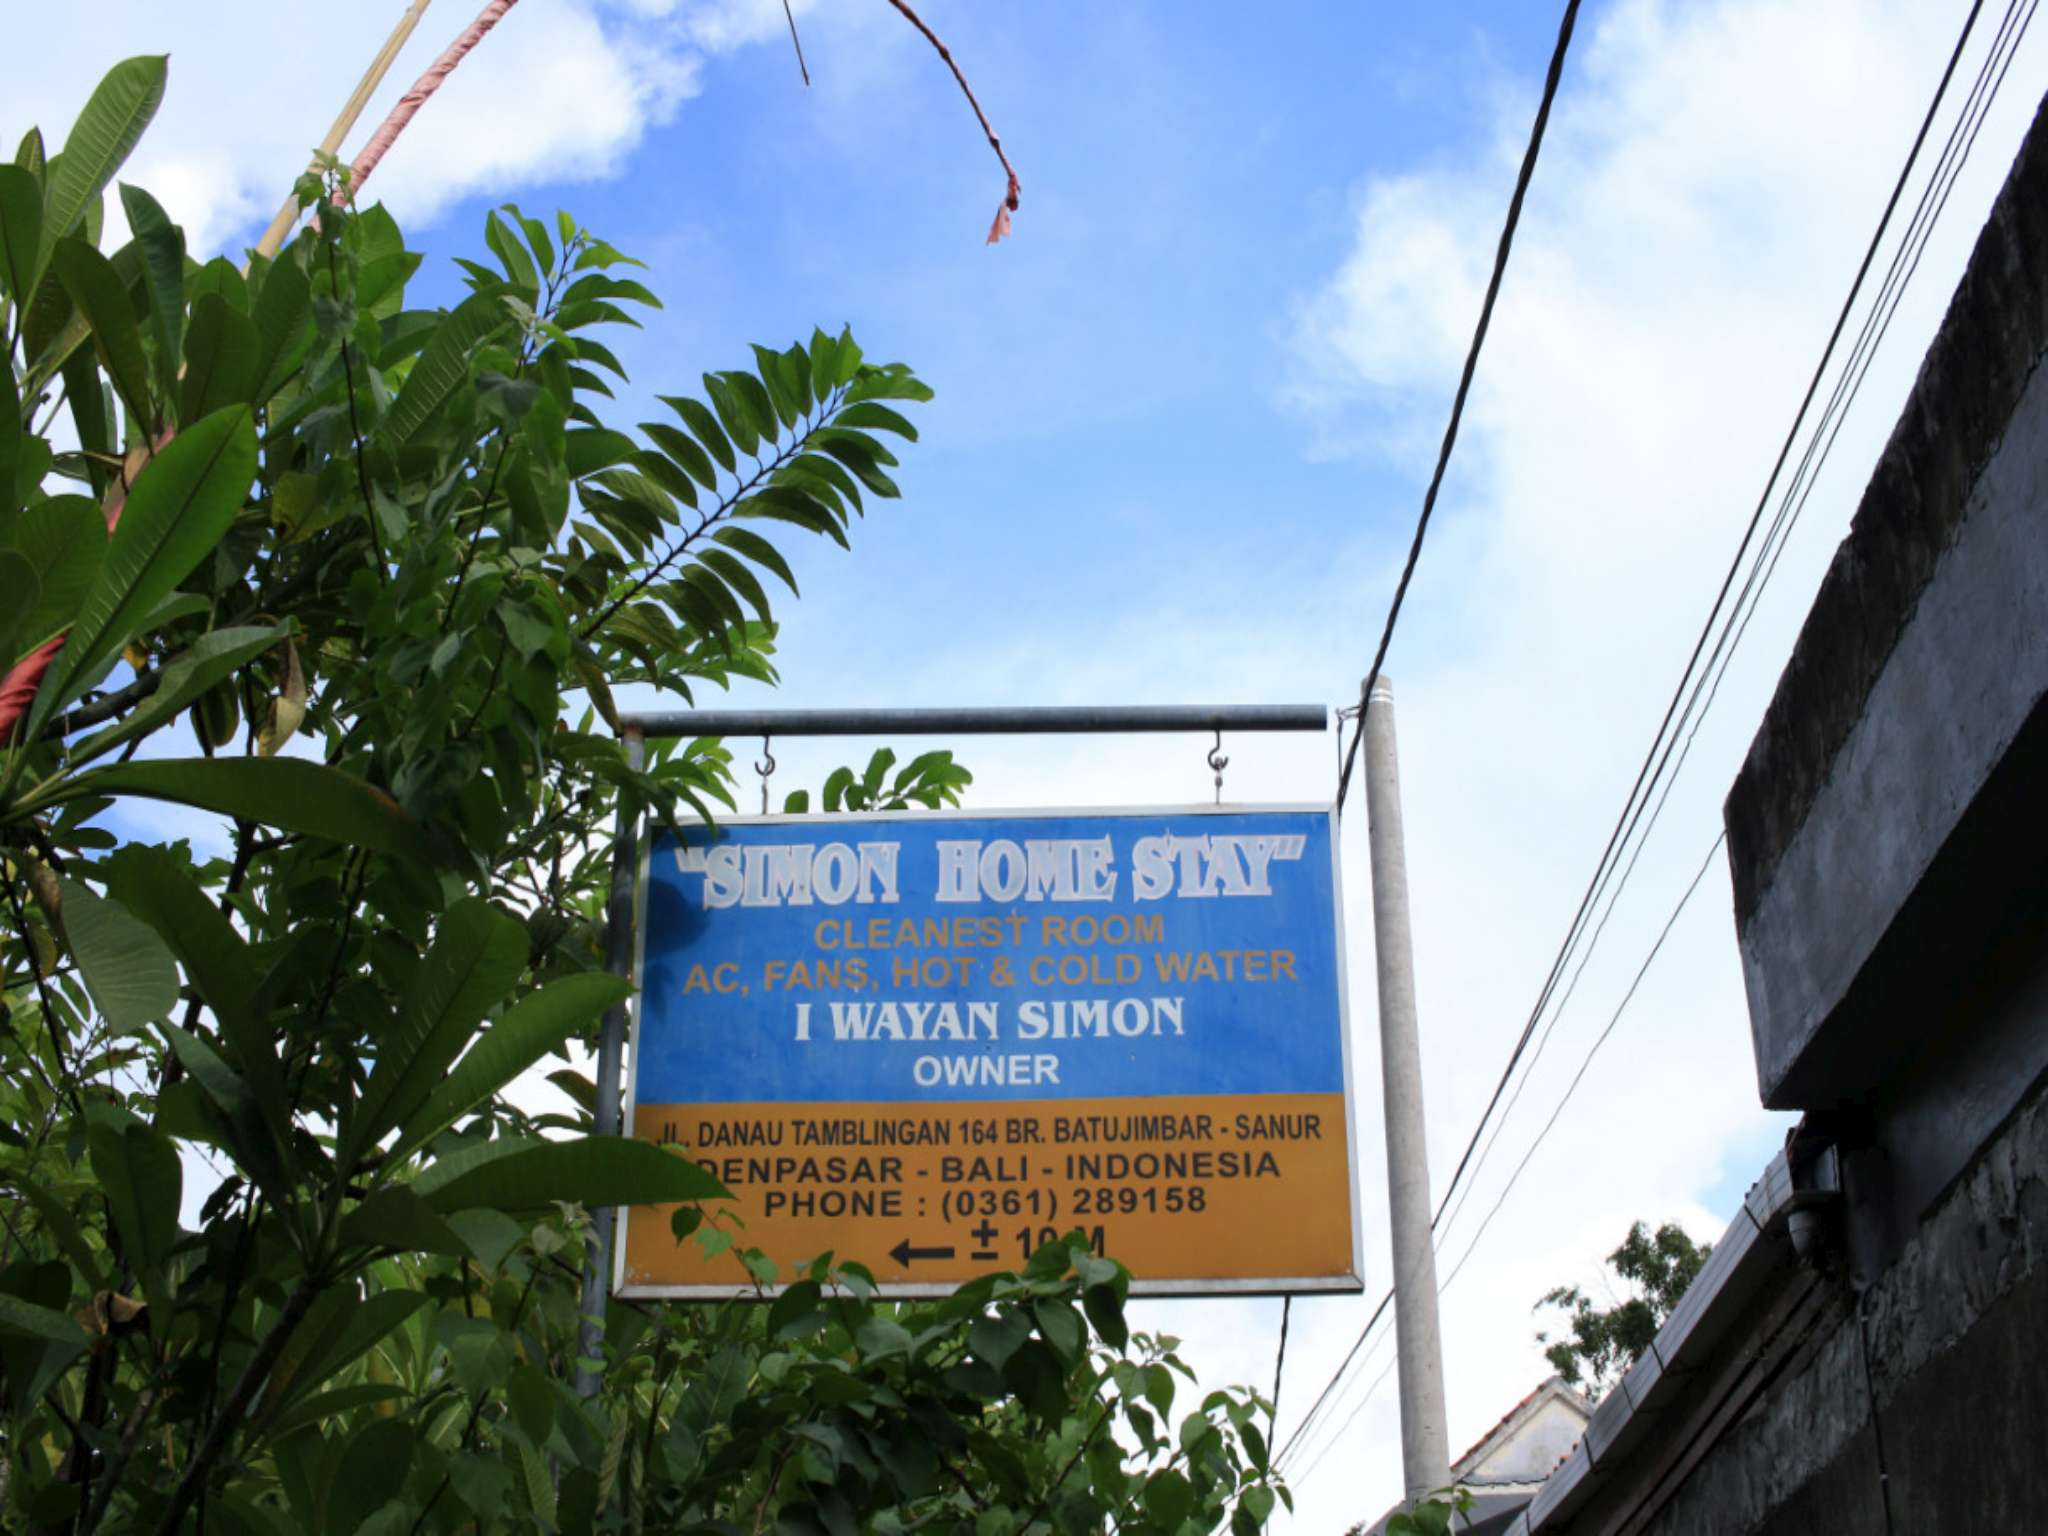 "SIMON HOME STAY"
CLEANEST ROOM
AC, FANS, HOT & COLD WATER
I WAYAN SIMON
OWNER
JL. DANAU TAMBLINGAN 164 BR. BATUJIMBAR - SANUR
DENPASAR - BALI - INDONESIA
PHONE : (0361) 289158
← ± 10 M